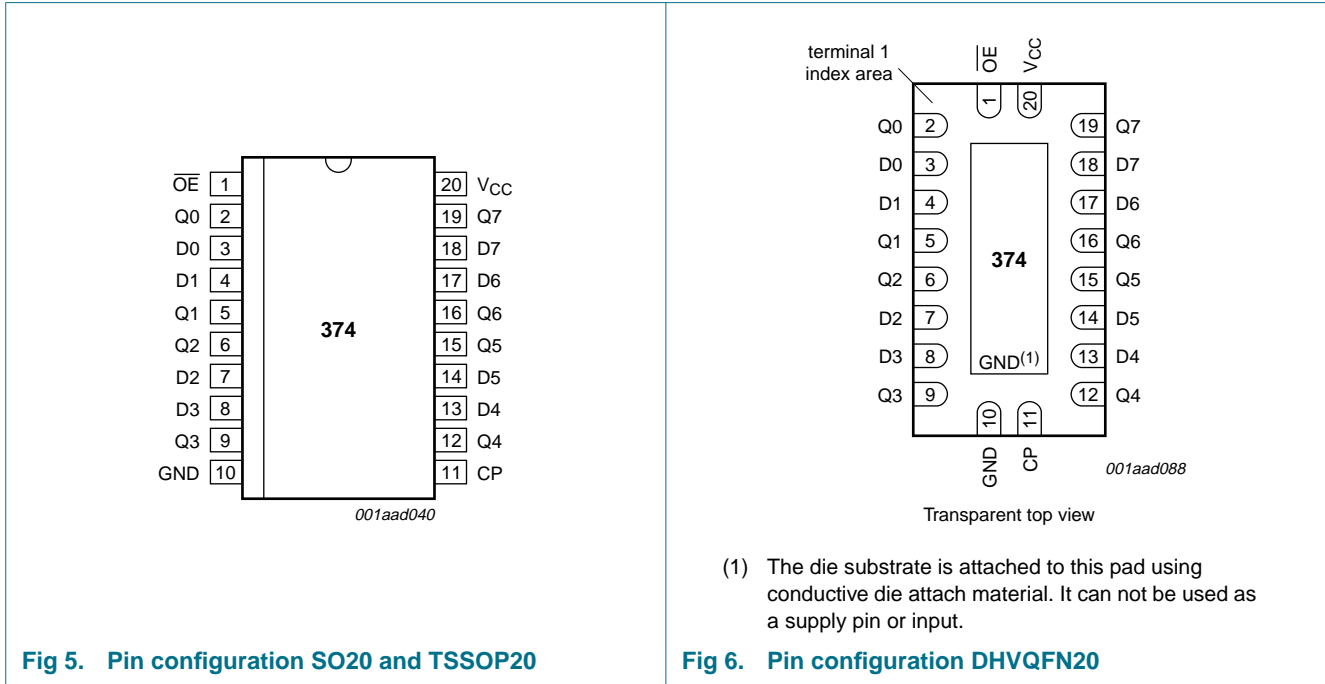 OE 1
Q0 2
D0 3
D1 4
Q1 5
Q2 6
D2 7
D3 8
Q3 9
GND 10
374
20 VCC
19 Q7
18 D7
17 D6
16 Q6
15 Q5
14 D5
13 D4
12 Q4
11 CP
001aad040
Fig 5. Pin configuration SO20 and TSSOP20
terminal 1
index area
OE
VCC
1
20
Q0 2
D0 3
D1 4
Q1 5
Q2 6
D2 7
D3 8
Q3 9
374
GND(1)
19 Q7
18 D7
17 D6
16 Q6
15 Q5
14 D5
13 D4
12 Q4
10
11
GND
CP
001aad088
Transparent top view
(1) The die substrate is attached to this pad using
conductive die attach material. It can not be used as
a supply pin or input.
Fig 6. Pin configuration DHVQFN20